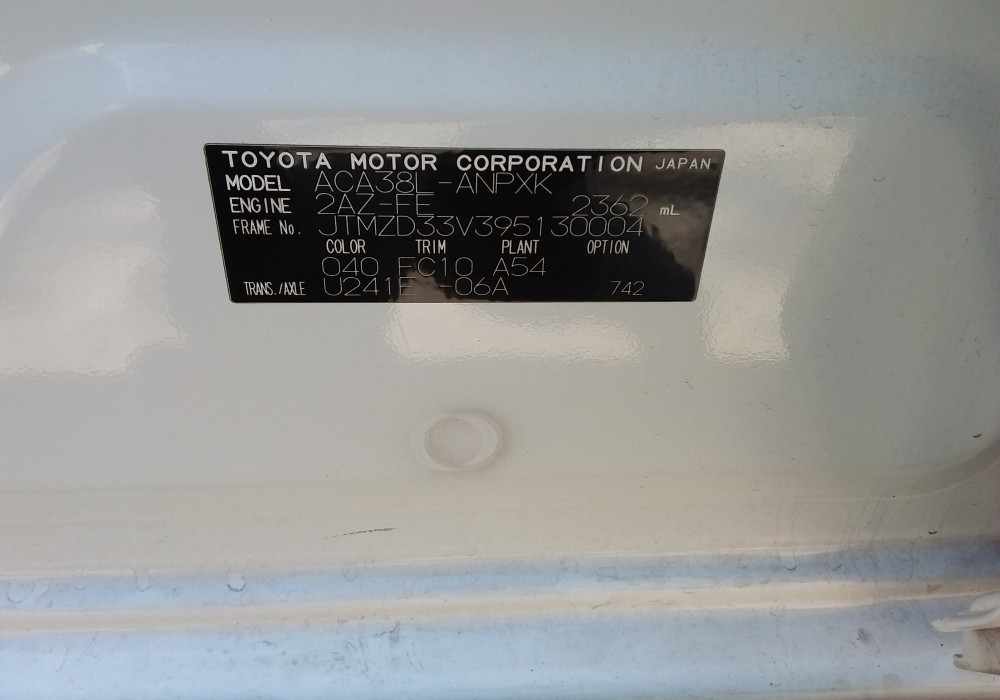 TOYOTA MOTOR CORPORATION JAPAN
MODEL ACA38L-ANPXK
ENGINE 2AZ-FE 2362 mL
FRAME No. JTMZD33V395130004
COLOR TRIM PLANT OPTION
040 FC10 A54
TRANS./AXLE U241E -06A 742